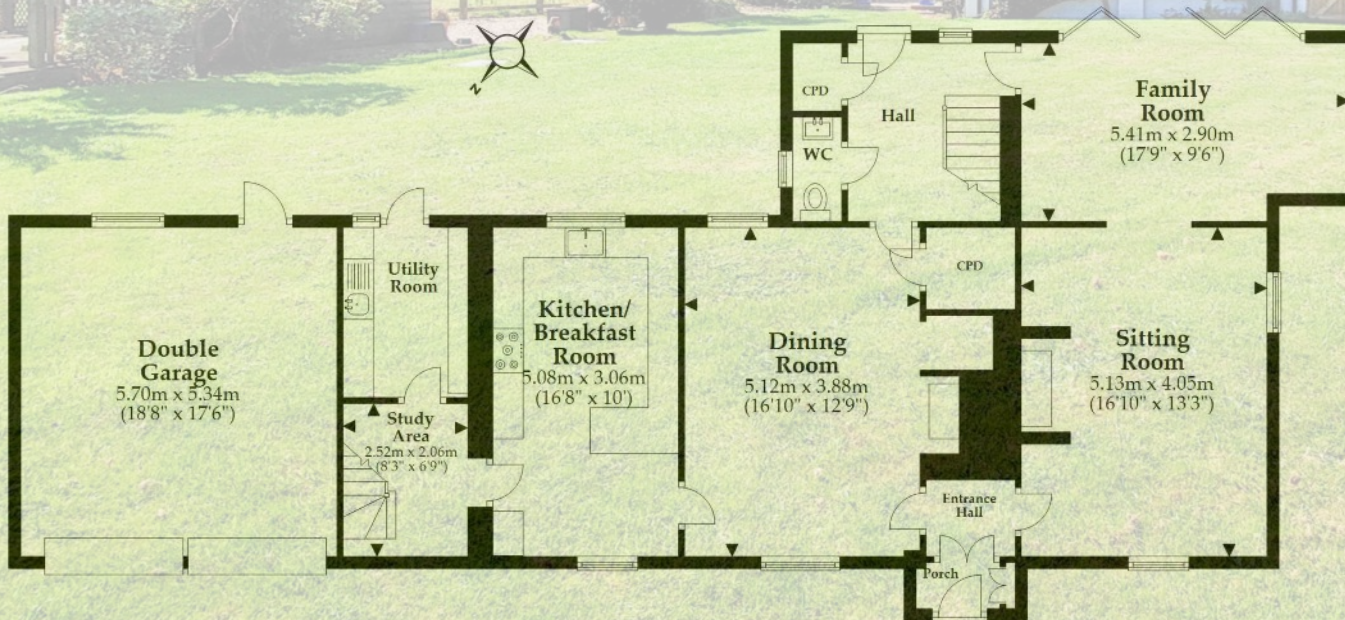 N
CPD
Hall
Family
Room
5.41m x 2.90m
(17'9" x 9'6")
WC
Utility
Room
CPD
Kitchen/
Breakfast
Room
5.08m x 3.06m
(16'8" x 10')
Double
Garage
5.70m x 5.34m
(18'8" x 17'6")
Dining
Room
5.12m x 3.88m
(16'10" x 12'9")
Sitting
Room
5.13m x 4.05m
(16'10" x 13'3")
Study
Area
2.52m x 2.06m
(8'3" x 6'9")
Entrance
Hall
Porch